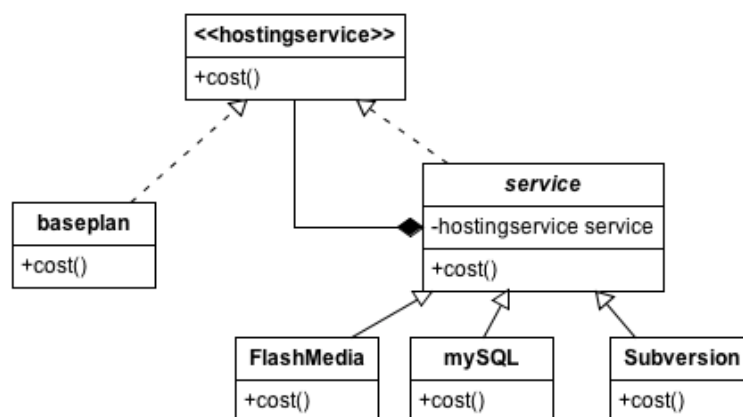 <<hostingservice>>
+cost()
service
-hostingservice service
+cost()
baseplan
+cost()
FlashMedia
+cost()
mySQL
+cost()
Subversion
+cost()